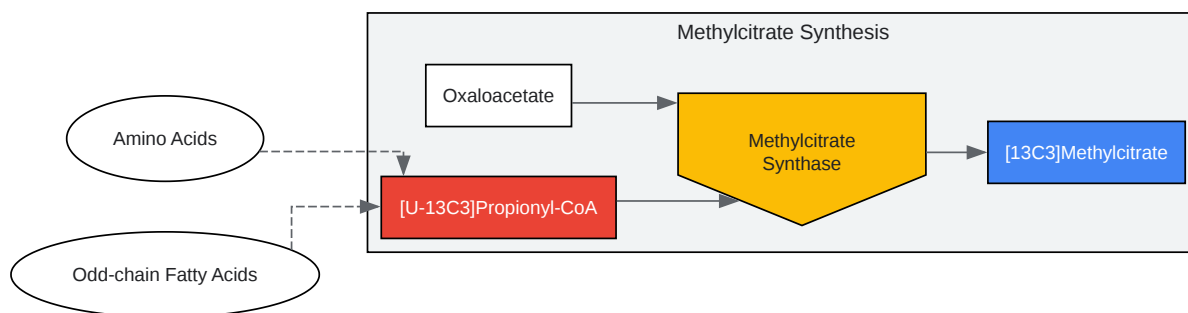 Methylcitrate Synthesis
Oxaloacetate
Amino Acids
Methylcitrate
Synthase
[13C3]Methylcitrate
[U-13C3]Propionyl-CoA
Odd-chain Fatty Acids